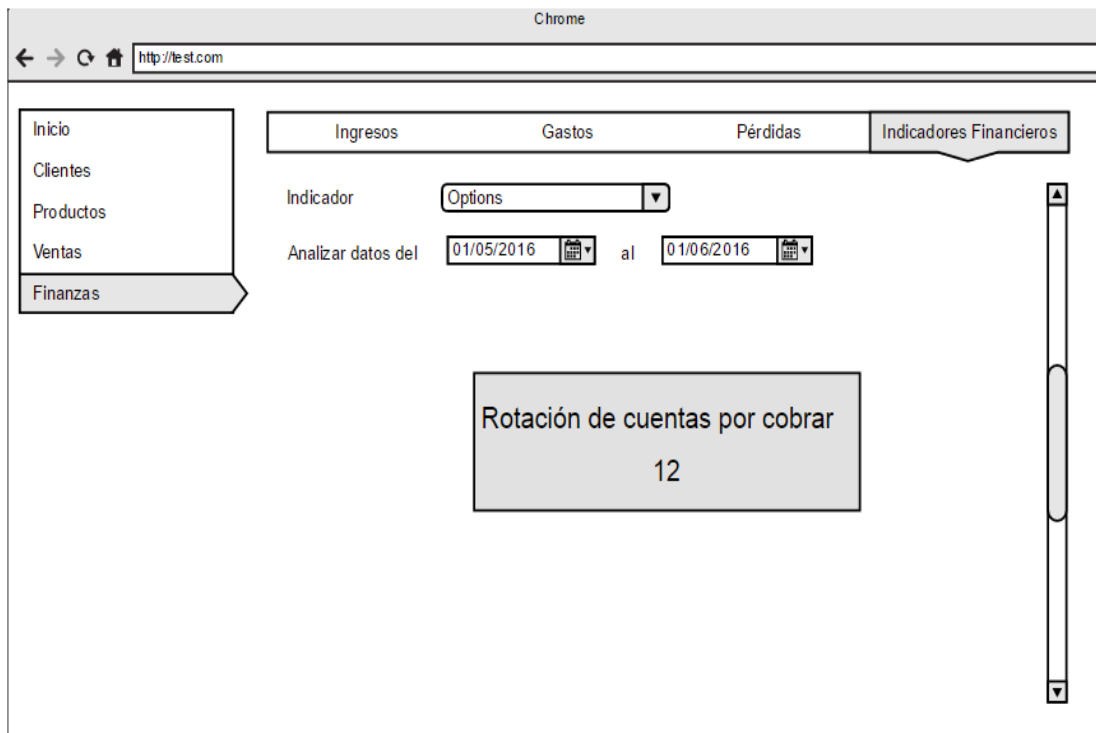 Chrome
http://test.com
Inicio
Clientes
Productos
Ventas
Finanzas
Ingresos Gastos Pérdidas Indicadores Financieros
Indicador Options
Analizar datos del 01/05/2016 al 01/06/2016
Rotación de cuentas por cobrar
12